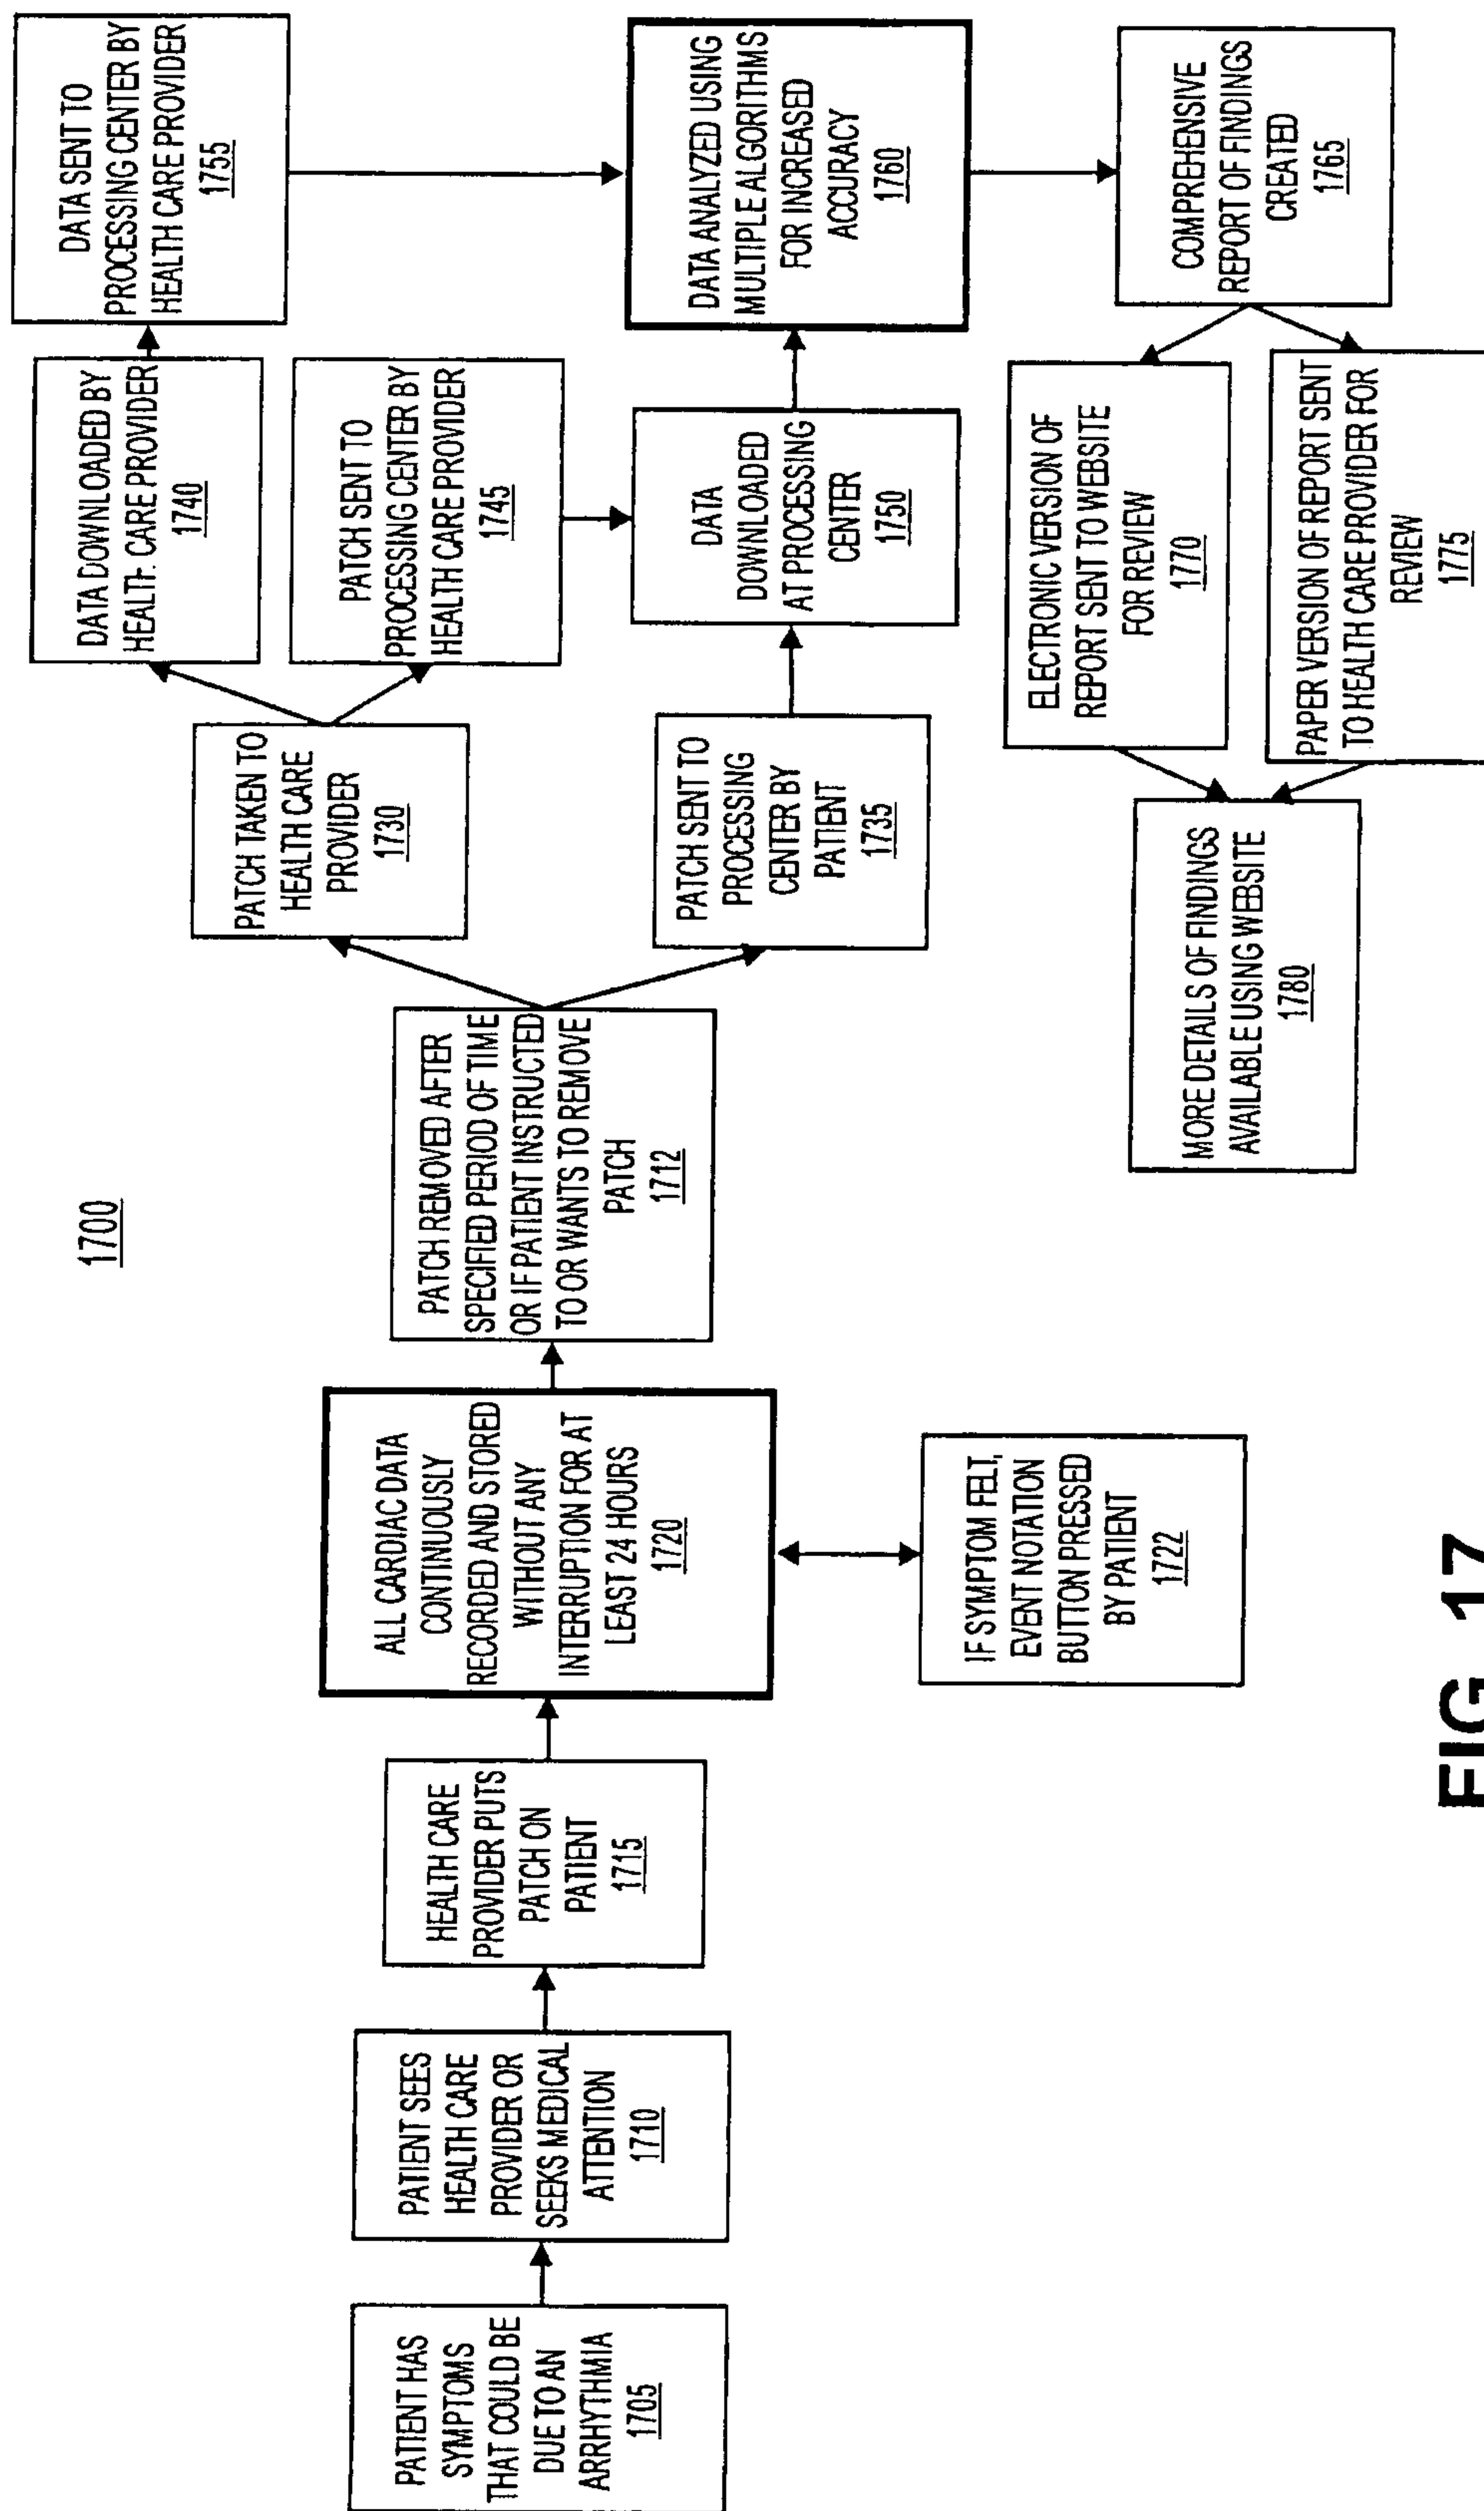 1700
PATIENT HAS
SYMPTOMS
THAT COULD BE
DUE TO AN
ARRHYTHMIA
1705
PATIENT SEES
HEALTH CARE
PROVIDER OR
SEEKS MEDICAL
ATTENTION
1710
HEALTH CARE
PROVIDER PUTS
PATCH ON
PATIENT
1715
ALL CARDIAC DATA
CONTINUOUSLY
RECORDED AND STORED
WITHOUT ANY
INTERRUPTION FOR AT
LEAST 24 HOURS
1720
IF SYMPTOM FELT,
EVENT NOTATION
BUTTON PRESSED
BY PATIENT
1722
PATCH REMOVED AFTER
SPECIFIED PERIOD OF TIME
OR IF PATIENT INSTRUCTED
TO OR WANTS TO REMOVE
PATCH
1712
PATCH TAKEN TO
HEALTH CARE
PROVIDER
1730
PATCH SENT TO
PROCESSING
CENTER BY
PATIENT
1735
DATA DOWNLOADED BY
HEALTH. CARE PROVIDER
1740
PATCH SENT TO
PROCESSING CENTER BY
HEALTH CARE PROVIDER
1745
DATA
DOWNLOADED
AT PROCESSING
CENTER
1750
DATA SENT TO
PROCESSING CENTER BY
HEALTH CARE PROVIDER
1755
DATA ANALYZED USING
MULTIPLE ALGORITHMS
FOR INCREASED
ACCURACY
1760
COMPREHENSIVE
REPORT OF FINDINGS
CREATED
1765
ELECTRONIC VERSION OF
REPORT SENT TO WEBSITE
FOR REVIEW
1770
PAPER VERSION OF REPORT SENT
TO HEALTH CARE PROVIDER FOR
REVIEW
1775
MORE DETAILS OF FINDINGS
AVAILABLE USING WEBSITE
1780
FIG. 17